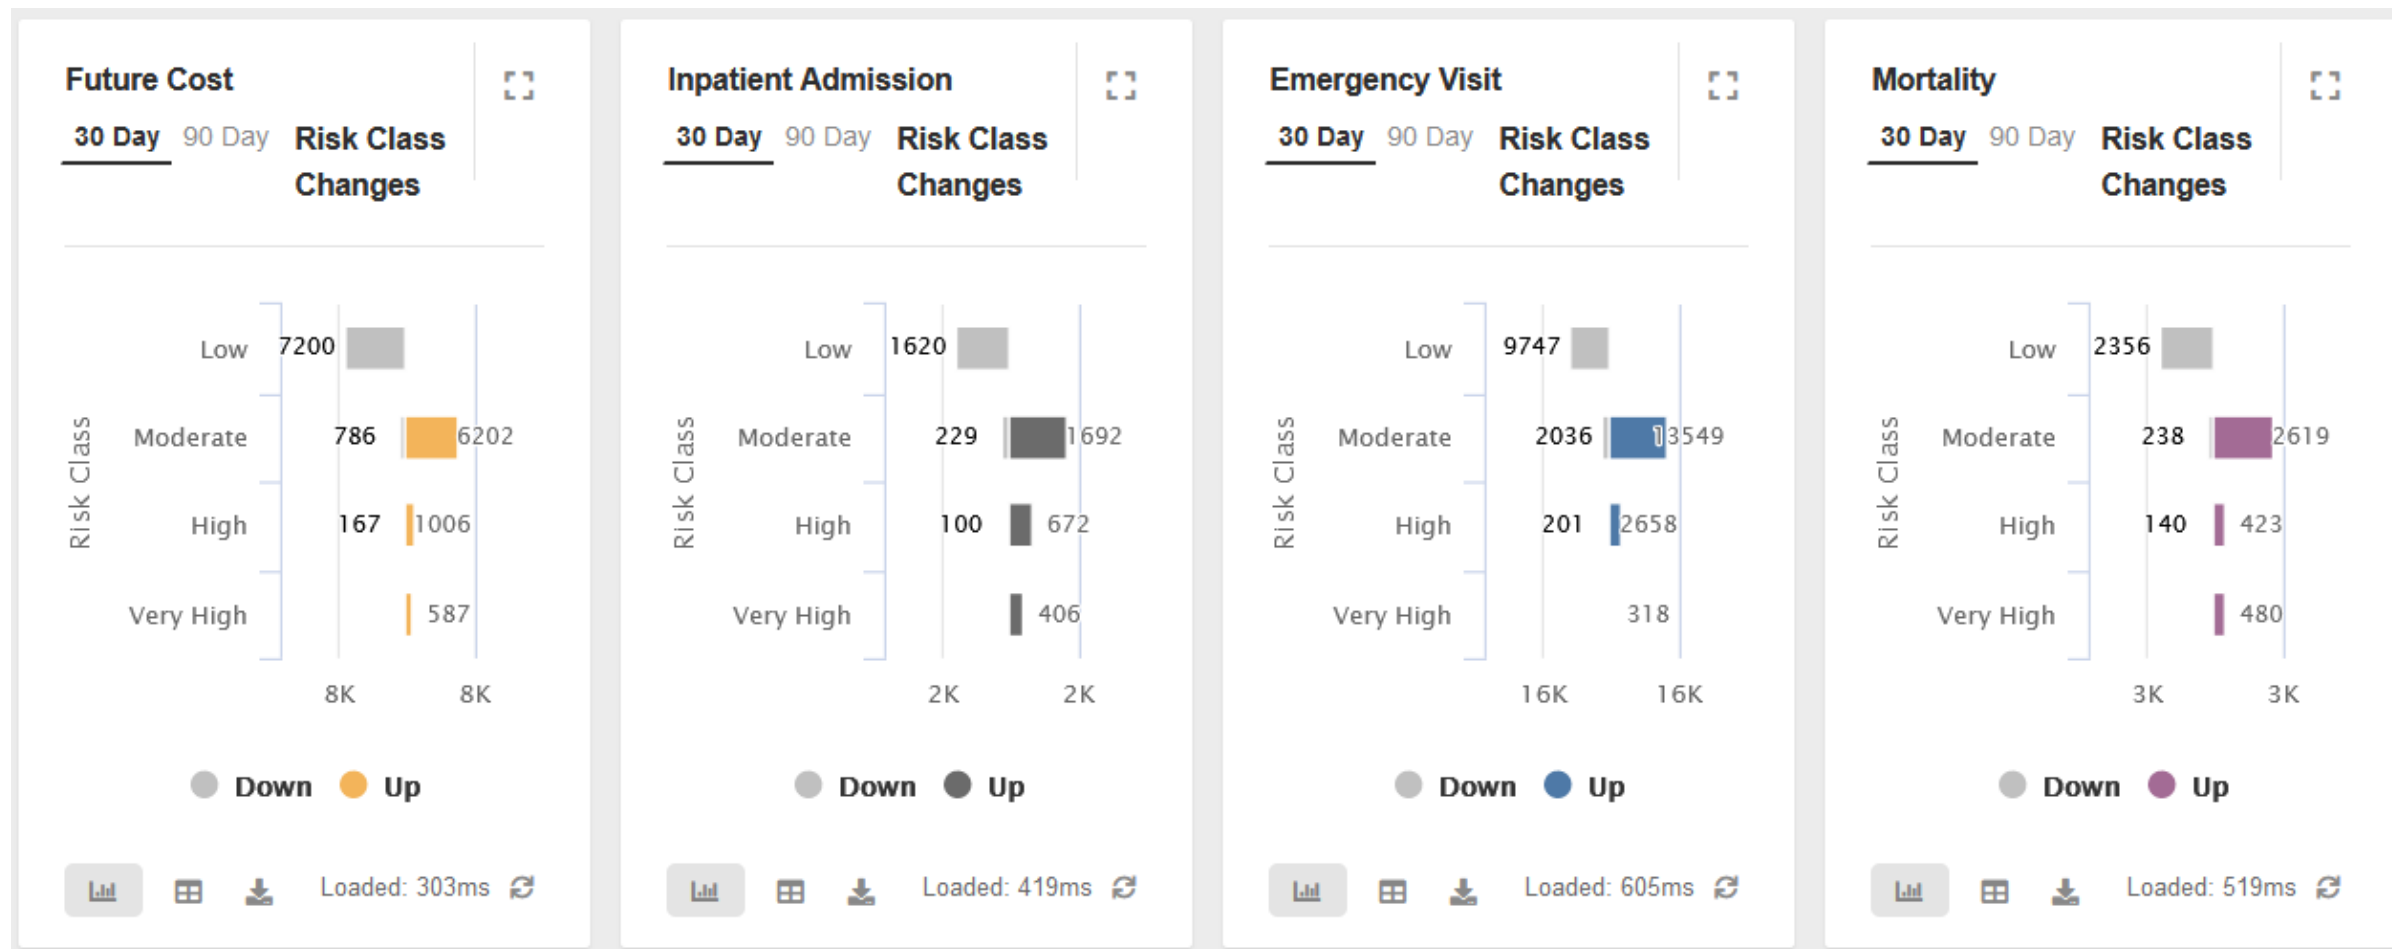 Future Cost
30 Day 90 Day Risk Class
Changes
Risk Class
Low 7200
Moderate 786 6202
High 167 1006
Very High 587
8K 8K
Down Up
Loaded: 303ms
Inpatient Admission
30 Day 90 Day Risk Class
Changes
Risk Class
Low 1620
Moderate 229 1692
High 100 672
Very High 406
2K 2K
Down Up
Loaded: 419ms
Emergency Visit
30 Day 90 Day Risk Class
Changes
Risk Class
Low 9747
Moderate 2036 13549
High 201 2658
Very High 318
16K 16K
Down Up
Loaded: 605ms
Mortality
30 Day 90 Day Risk Class
Changes
Risk Class
Low 2356
Moderate 238 2619
High 140 423
Very High 480
3K 3K
Down Up
Loaded: 519ms